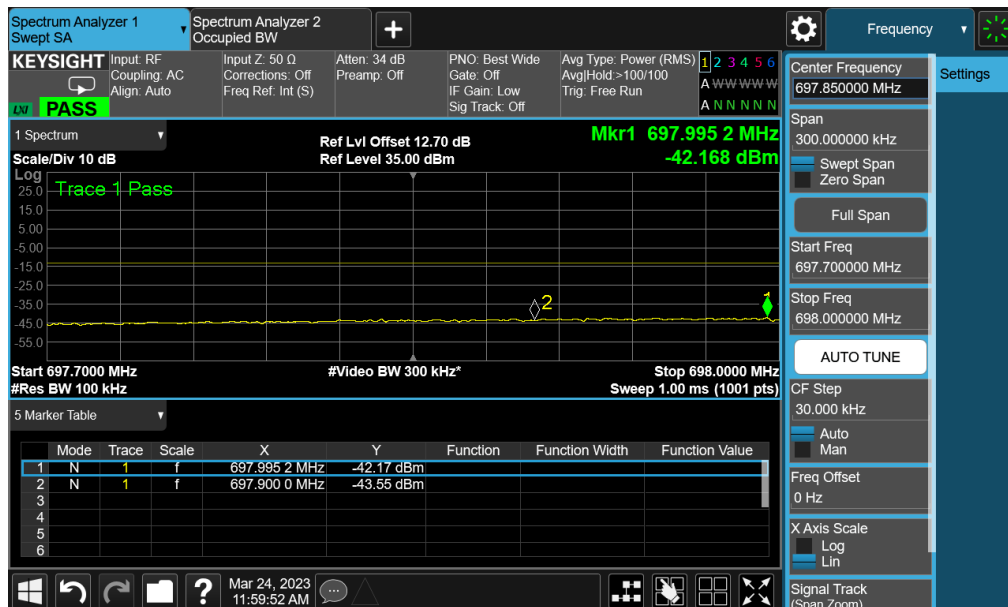 Spectrum Analyzer 1
Swept SA
Spectrum Analyzer 2
Occupied BW
Frequency
KEYSIGHT
LXI
PASS
Input: RF
Coupling: AC
Align: Auto
Input Z: 50 Ω
Corrections: Off
Freq Ref: Int (S)
Atten: 34 dB
Preamp: Off
PNO: Best Wide
Gate: Off
IF Gain: Low
Sig Track: Off
Avg Type: Power (RMS)
Avg|Hold:>100/100
Trig: Free Run
1 2 3 4 5 6
A W W W W W
A N N N N N
1 Spectrum
Scale/Div 10 dB
Ref Lvl Offset 12.70 dB
Ref Level 35.00 dBm
Mkr1 697.995 2 MHz
-42.168 dBm
Log
Trace 1 Pass
25.0
15.0
5.00
-5.00
-15.0
-25.0
-35.0
-45.0
-55.0
2
1
Start 697.7000 MHz
#Res BW 100 kHz
#Video BW 300 kHz*
Stop 698.0000 MHz
Sweep 1.00 ms (1001 pts)
5 Marker Table
Mode Trace Scale X Y Function Function Width Function Value
1 N 1 f 697.995 2 MHz -42.17 dBm
2 N 1 f 697.900 0 MHz -43.55 dBm
3
4
5
6
?
Mar 24, 2023
11:59:52 AM
Center Frequency
697.850000 MHz
Span
300.000000 kHz
Swept Span
Zero Span
Full Span
Start Freq
697.700000 MHz
Stop Freq
698.000000 MHz
AUTO TUNE
CF Step
30.000 kHz
Auto
Man
Freq Offset
0 Hz
X Axis Scale
Log
Lin
Signal Track
(Span Zoom)
Settings